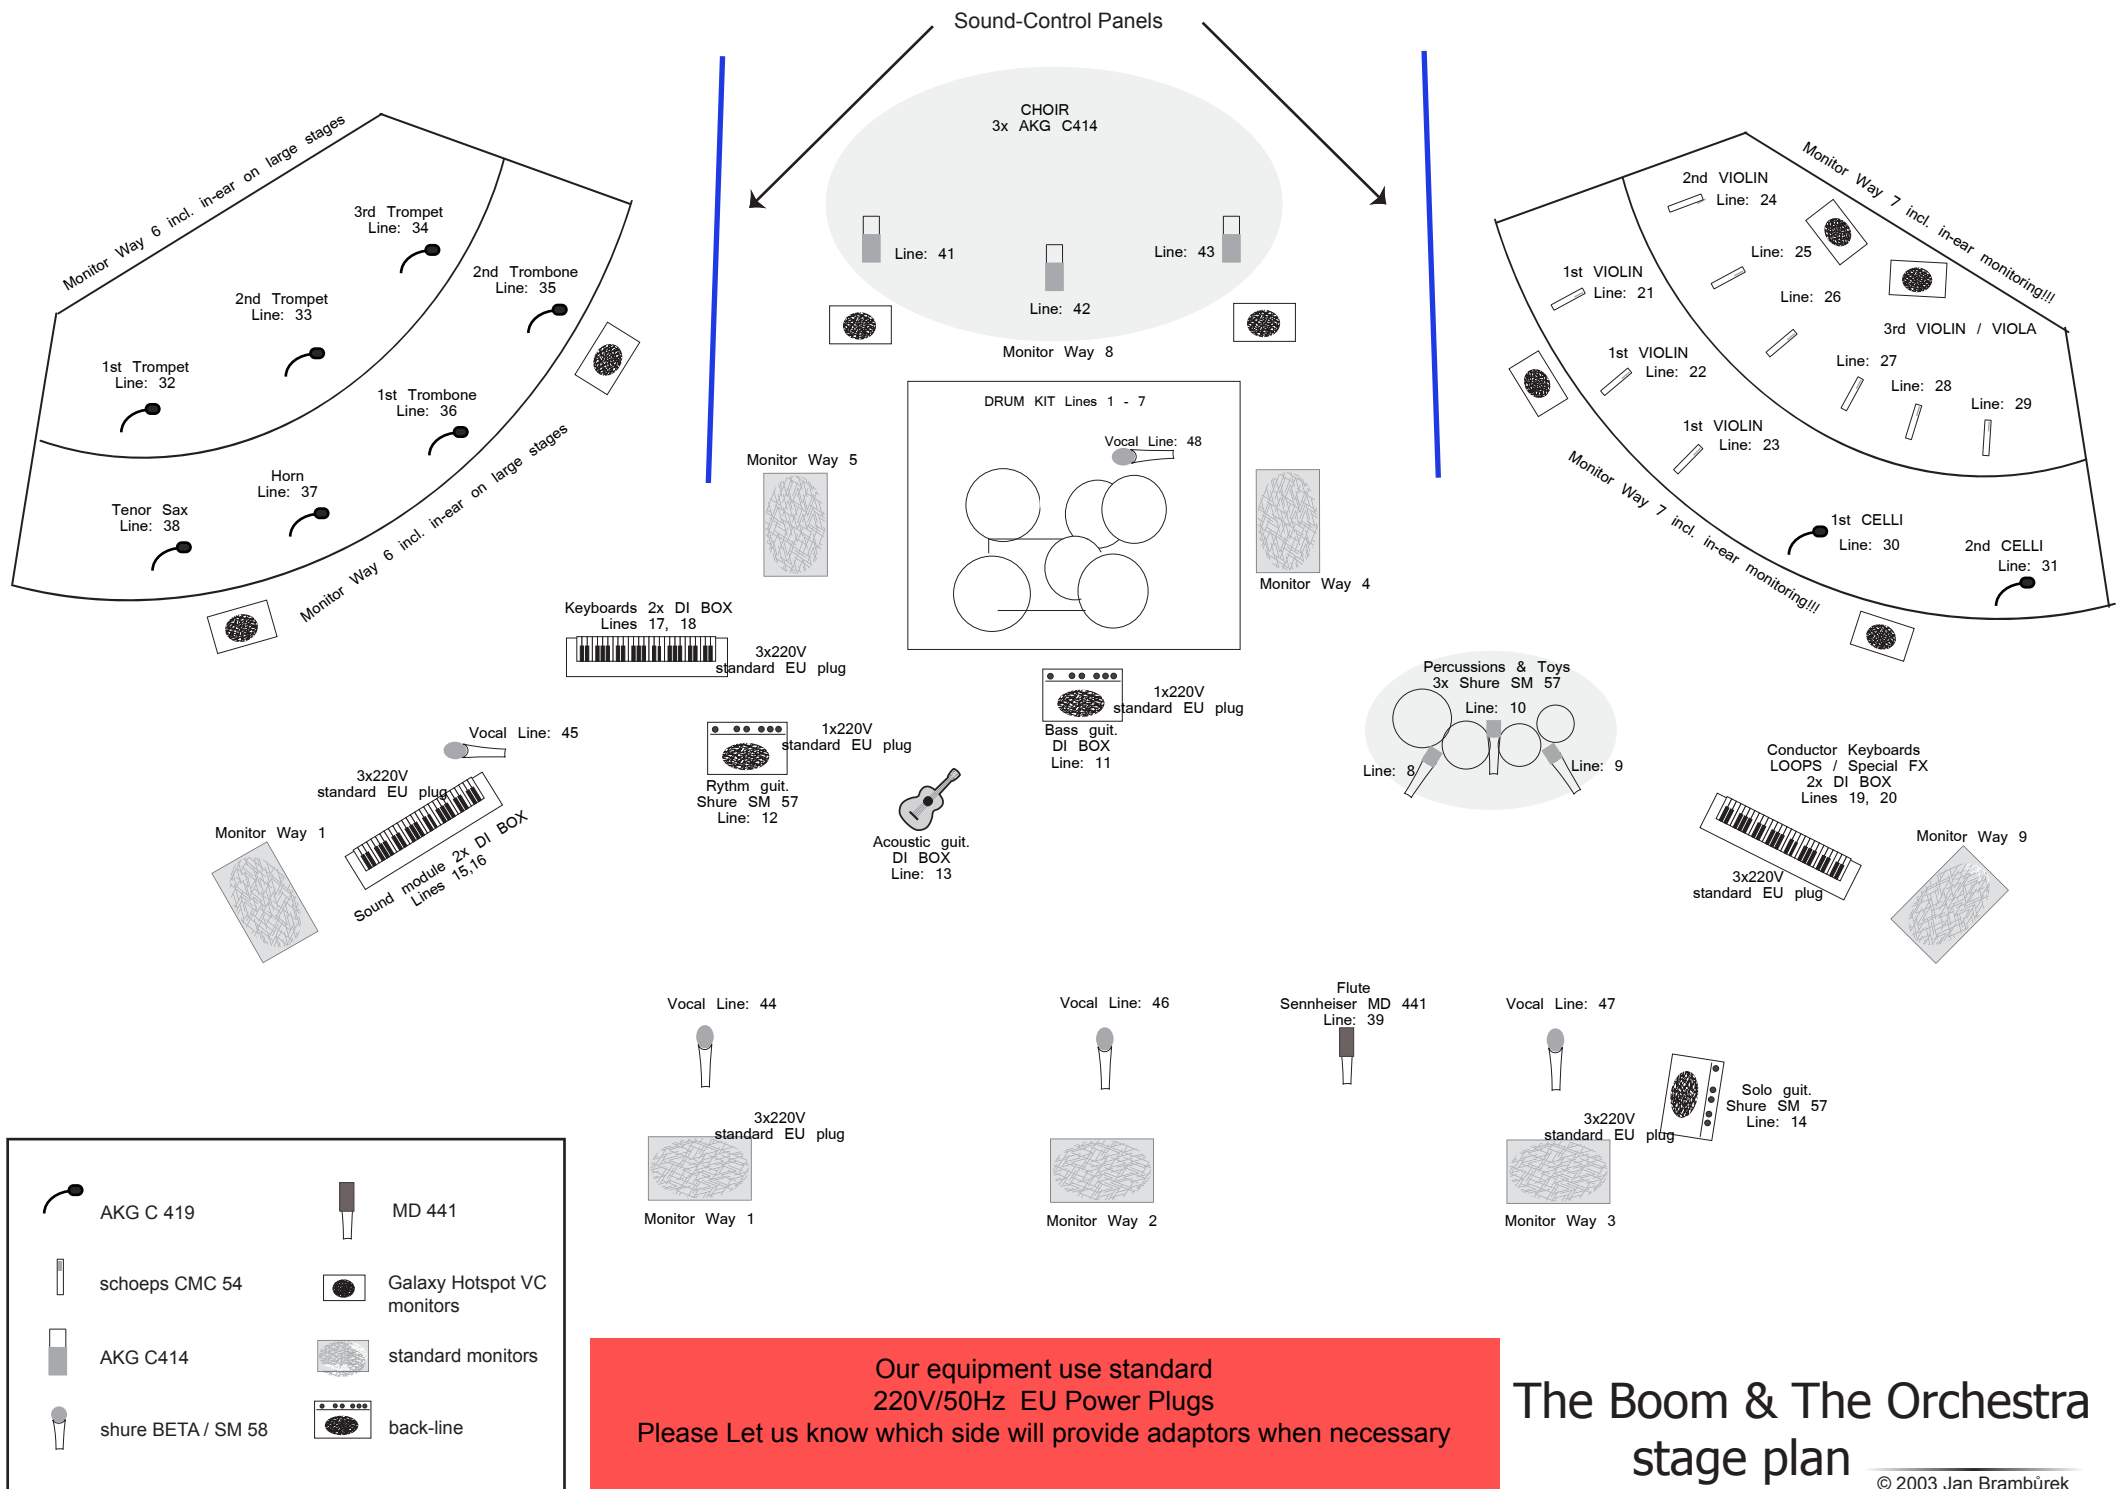 Sound-Control Panels
CHOIR
3x AKG C414
Line: 41
Line: 42
Line: 43
Monitor Way 8
Monitor Way 6 incl. in-ear on large stages
3rd Trompet
Line: 34
2nd Trompet
Line: 33
1st Trompet
Line: 32
2nd Trombone
Line: 35
1st Trombone
Line: 36
Horn
Line: 37
Tenor Sax
Line: 38
Monitor Way 6 incl. in-ear on large stages
Monitor Way 7 incl. in-ear monitoring!!!
2nd VIOLIN
Line: 24
Line: 25
Line: 26
3rd VIOLIN / VIOLA
Line: 27
Line: 28
Line: 29
1st VIOLIN
Line: 21
1st VIOLIN
Line: 22
1st VIOLIN
Line: 23
1st CELLI
Line: 30
2nd CELLI
Line: 31
Monitor Way 7 incl. in-ear monitoring!!!
DRUM KIT Lines 1 - 7
Vocal Line: 48
Monitor Way 5
Monitor Way 4
Keyboards 2x DI BOX
Lines 17, 18
3x220V
standard EU plug
Vocal Line: 45
3x220V
standard EU plug
Monitor Way 1
Sound module 2x DI BOX
Lines 15,16
1x220V
standard EU plug
Rythm guit.
Shure SM 57
Line: 12
Acoustic guit.
DI BOX
Line: 13
1x220V
standard EU plug
Bass guit.
DI BOX
Line: 11
Percussions & Toys
3x Shure SM 57
Line: 10
Line: 8
Line: 9
Conductor Keyboards
LOOPS / Special FX
2x DI BOX
Lines 19, 20
3x220V
standard EU plug
Monitor Way 9
Vocal Line: 44
3x220V
standard EU plug
Monitor Way 1
Vocal Line: 46
Monitor Way 2
Flute
Sennheiser MD 441
Line: 39
Vocal Line: 47
3x220V
standard EU plug
Monitor Way 3
Solo guit.
Shure SM 57
Line: 14
AKG C 419
schoeps CMC 54
AKG C414
shure BETA / SM 58
MD 441
Galaxy Hotspot VC
monitors
standard monitors
back-line
Our equipment use standard
220V/50Hz EU Power Plugs
Please Let us know which side will provide adaptors when necessary
The Boom & The Orchestra
stage plan
© 2003 Jan Brambůrek